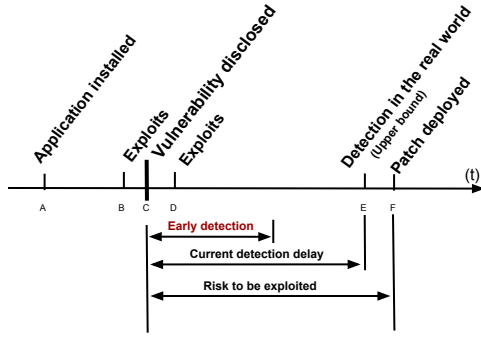 Application installed
Exploits
Vulnerability disclosed
Exploits
Detection in the real world
(Upper bound)
Patch deployed
(t)
A
B
C
D
E
F
Early detection
Current detection delay
Risk to be exploited